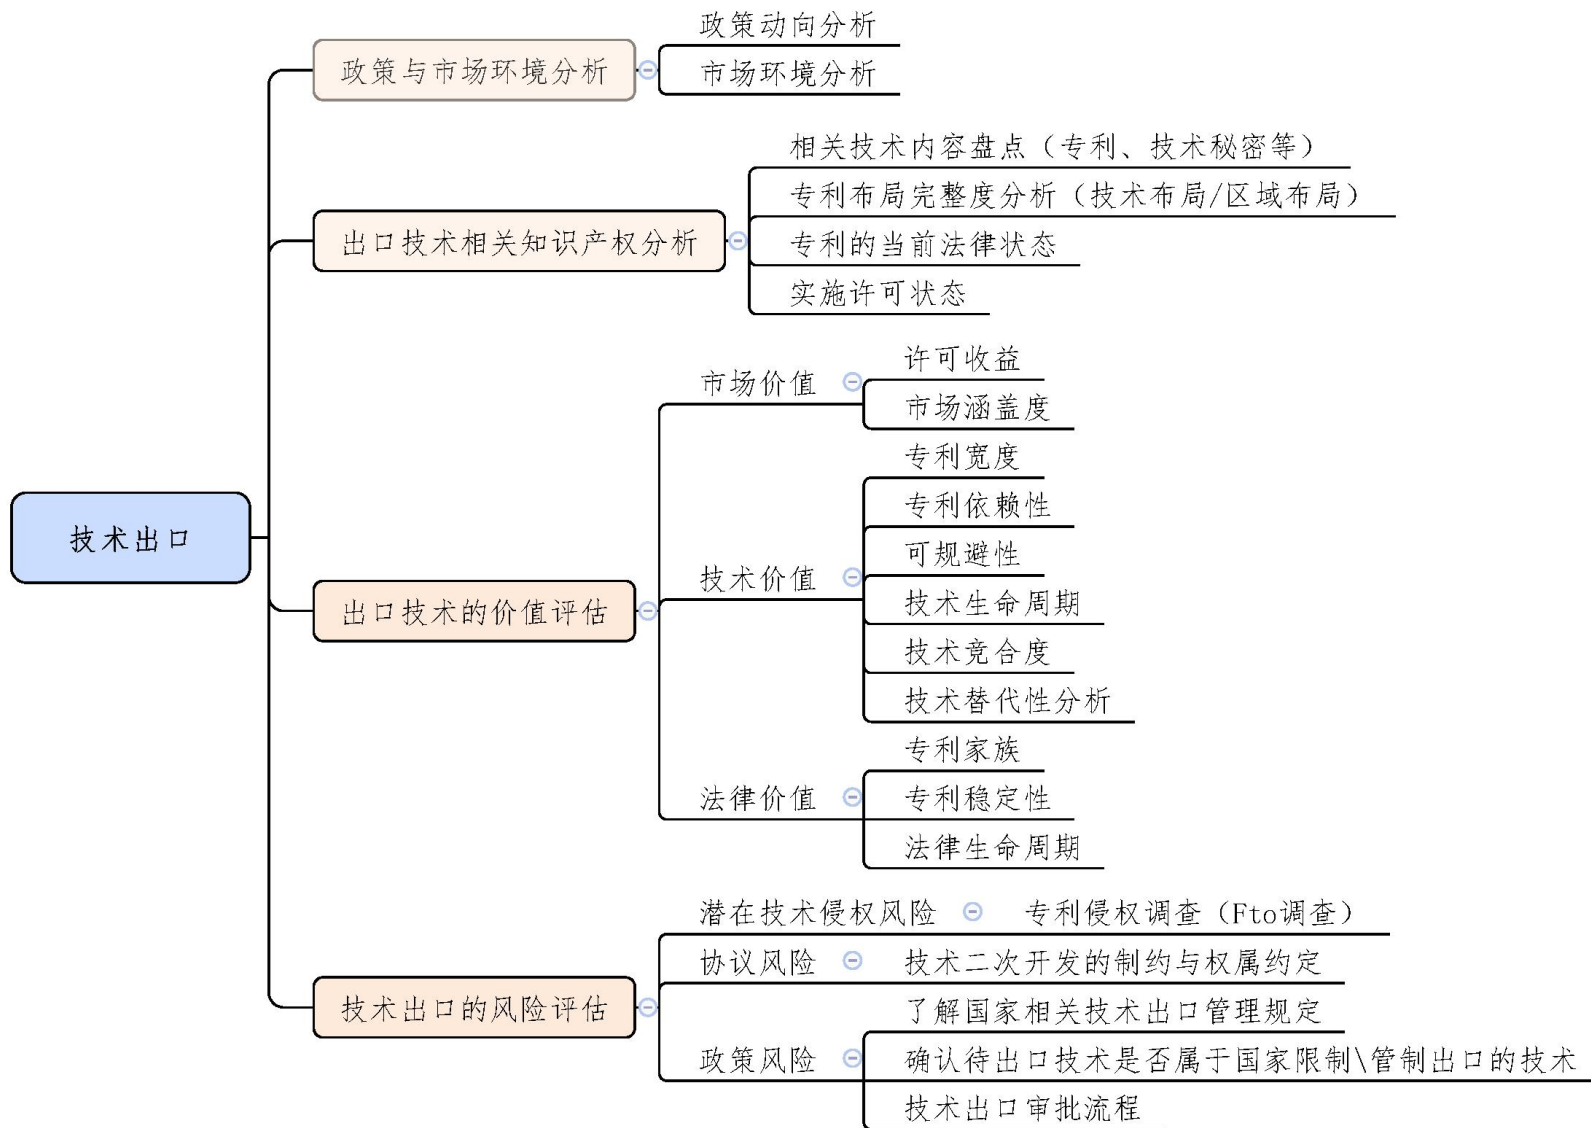 技术出口
政策与市场环境分析
政策动向分析
市场环境分析
出口技术相关知识产权分析
相关技术内容盘点（专利、技术秘密等）
专利布局完整度分析（技术布局/区域布局）
专利的当前法律状态
实施许可状态
出口技术的价值评估
市场价值
许可收益
市场涵盖度
技术价值
专利宽度
专利依赖性
可规避性
技术生命周期
技术竞合度
技术替代性分析
法律价值
专利家族
专利稳定性
法律生命周期
技术出口的风险评估
潜在技术侵权风险
专利侵权调查（Fto调查）
协议风险
技术二次开发的制约与权属约定
政策风险
了解国家相关技术出口管理规定
确认待出口技术是否属于国家限制\管制出口的技术
技术出口审批流程